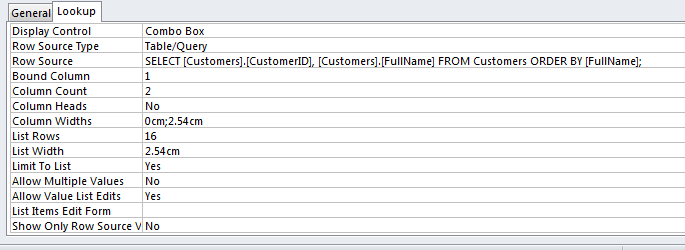 General Lookup
Display Control Combo Box
Row Source Type Table/Query
Row Source SELECT [Customers].[CustomerID], [Customers].[FullName] FROM Customers ORDER BY [FullName];
Bound Column 1
Column Count 2
Column Heads No
Column Widths 0cm;2.54cm
List Rows 16
List Width 2.54cm
Limit To List Yes
Allow Multiple Values No
Allow Value List Edits Yes
List Items Edit Form
Show Only Row Source V No